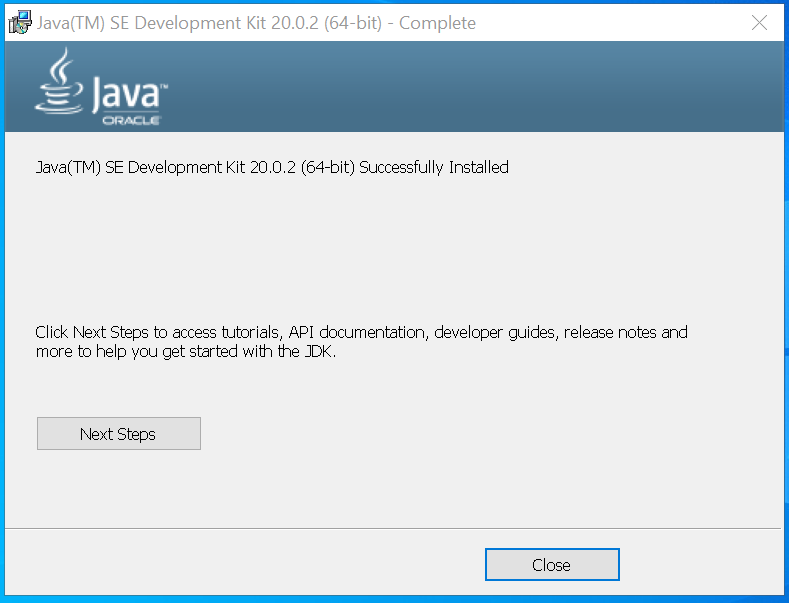 Java(TM) SE Development Kit 20.0.2 (64-bit) - Complete
Java™
ORACLE
Java(TM) SE Development Kit 20.0.2 (64-bit) Successfully Installed
Click Next Steps to access tutorials, API documentation, developer guides, release notes and
more to help you get started with the JDK.
Next Steps
Close